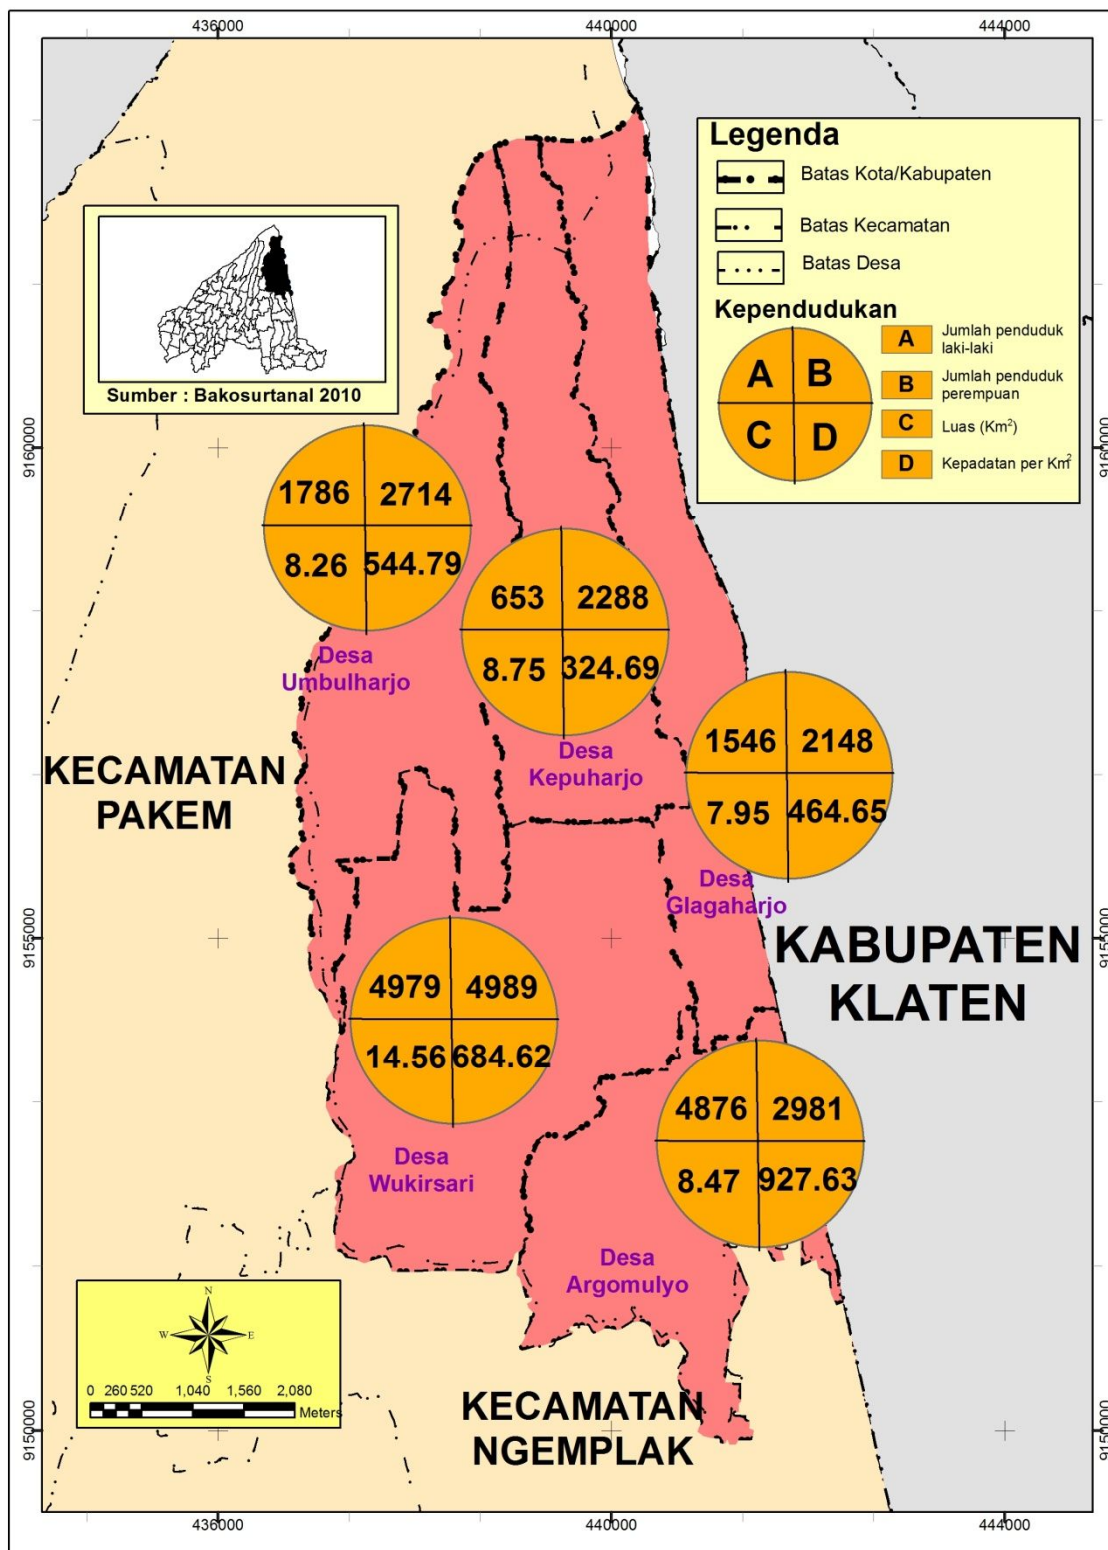 436000
440000
444000
Legenda
Batas Kota/Kabupaten
Batas Kecamatan
Batas Desa
Kependudukan
A
B
C
D
A
Jumlah penduduk
laki-laki
B
Jumlah penduduk
perempuan
C
Luas (Km²)
D
Kepadatan per Km²
Sumber : Bakosurtanal 2010
9160000
9160000
1786
2714
8.26
544.79
Desa
Umbulharjo
653
2288
8.75
324.69
Desa
Kepuharjo
1546
2148
7.95
464.65
Desa
Glagaharjo
KECAMATAN
PAKEM
9155000
9155000
KABUPATEN
KLATEN
4979
4989
14.56
684.62
Desa
Wukirsari
4876
2981
8.47
927.63
Desa
Argomulyo
N
W
E
S
0 260 520 1,040 1,560 2,080
Meters
KECAMATAN
NGEMPLAK
9150000
9150000
436000
440000
444000